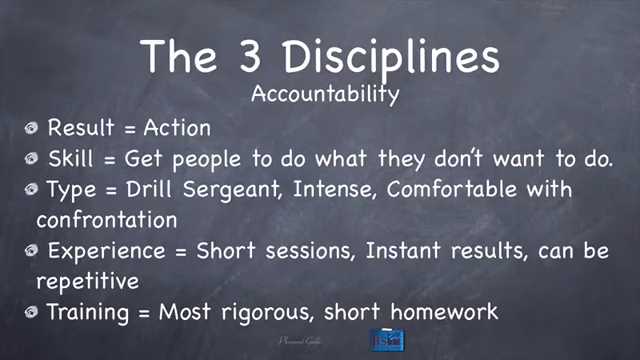 The 3 Disciplines
Accountability
Result = Action
Skill = Get people to do what they don't want to do.
Type = Drill Sergeant, Intense, Comfortable with
confrontation
Experience = Short sessions, Instant results, can be
repetitive
Training = Most rigorous, short homework